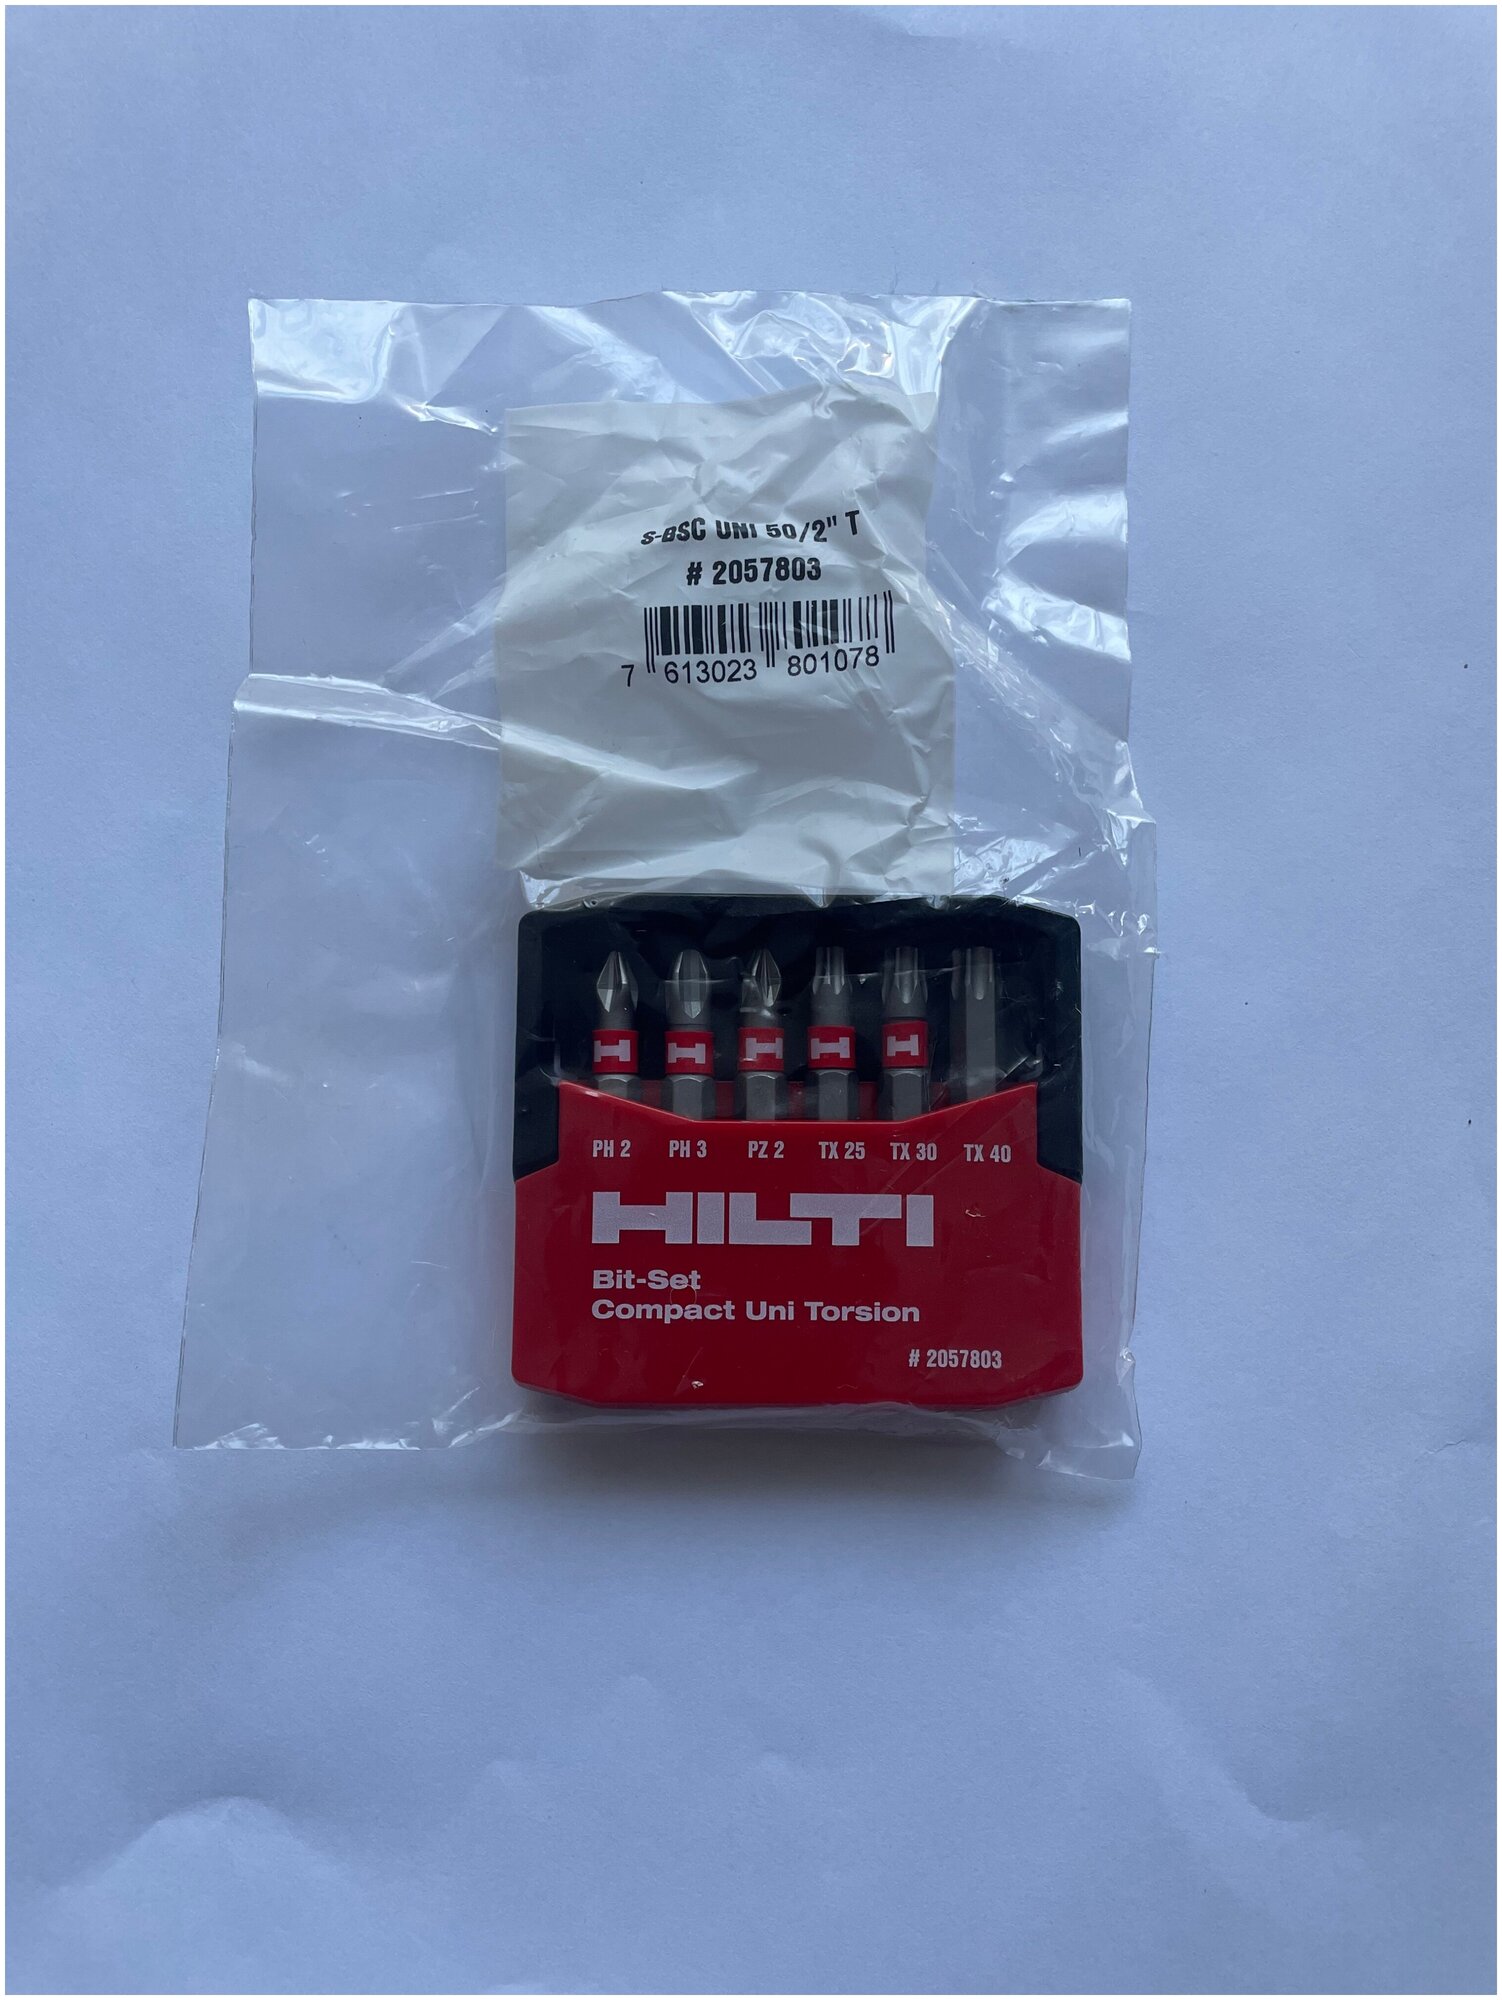 S-BSC UNI 50/2" T
# 2057803
7 613023 801078
H H H H H
PH 2 PH 3 PZ 2 TX 25 TX 30 TX 40
HILTI
Bit-Set
Compact Uni Torsion
# 2057803